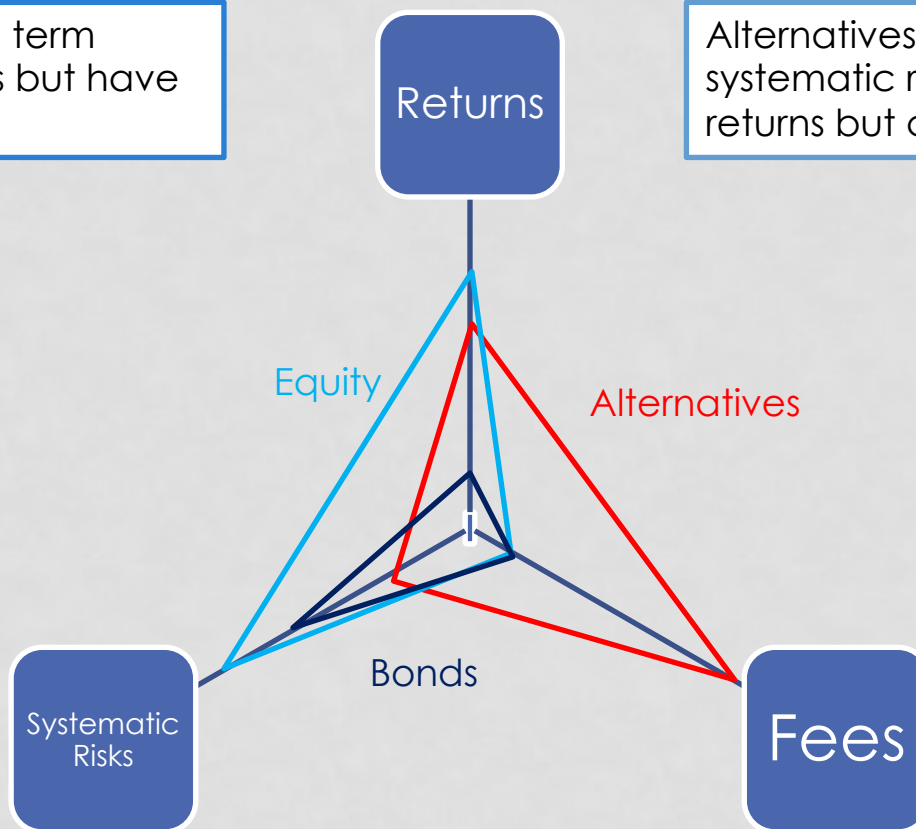 term
s but have
Alternatives
systematic r
returns but
Returns
Equity
Alternatives
Bonds
Systematic
Risks
Fees